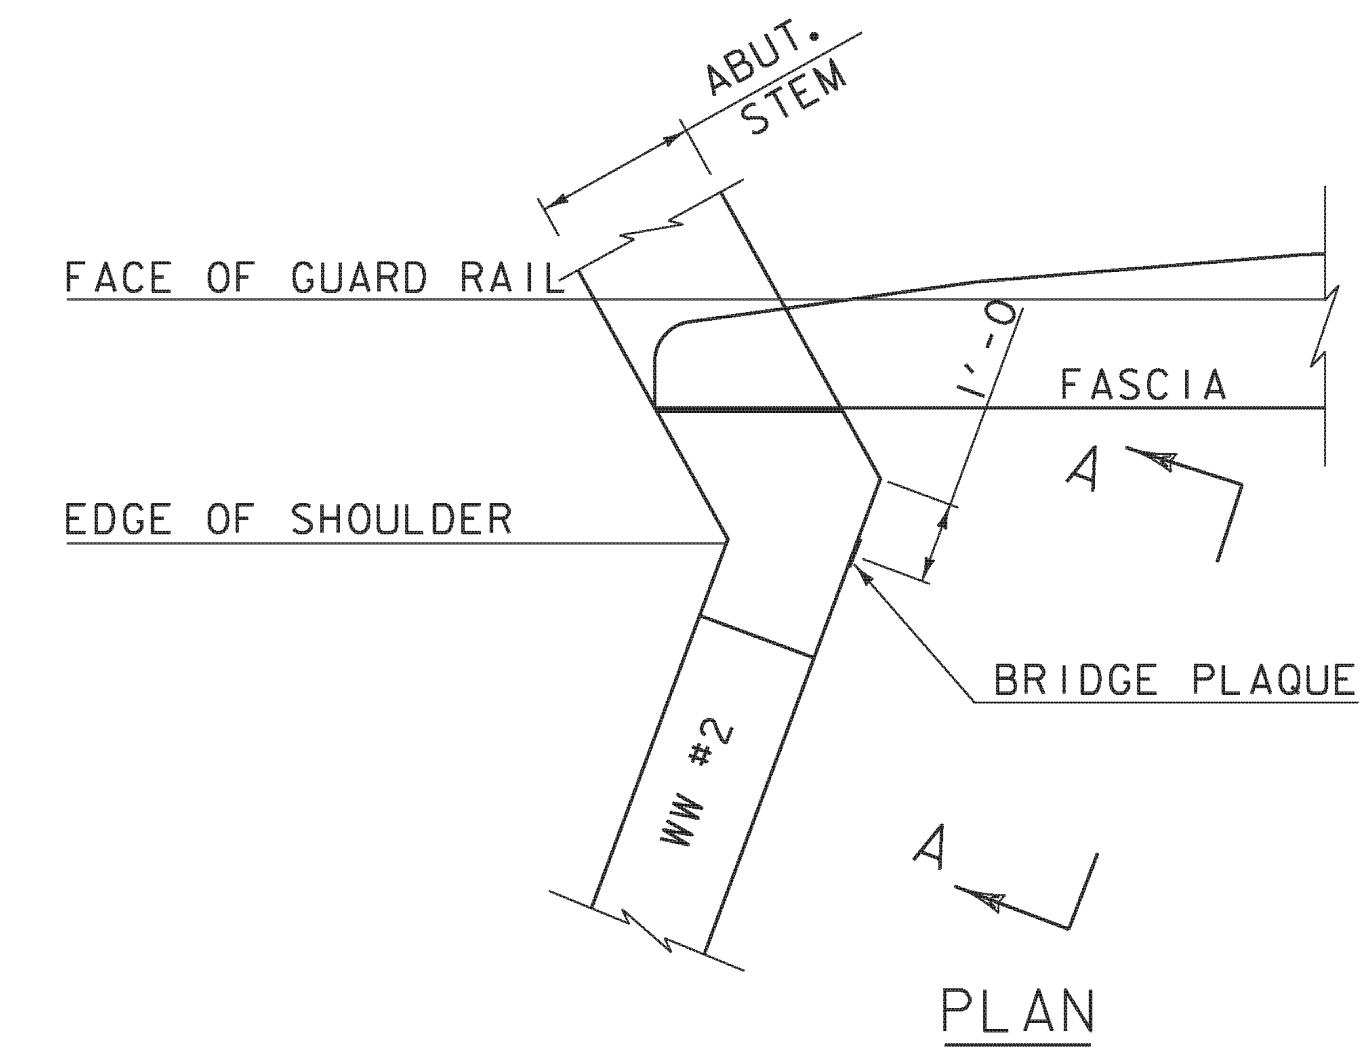 ABUT.
STEM
FACE OF GUARD RAIL
1'-0
FASCIA
A
EDGE OF SHOULDER
BRIDGE PLAQUE
WW #2
A
PLAN